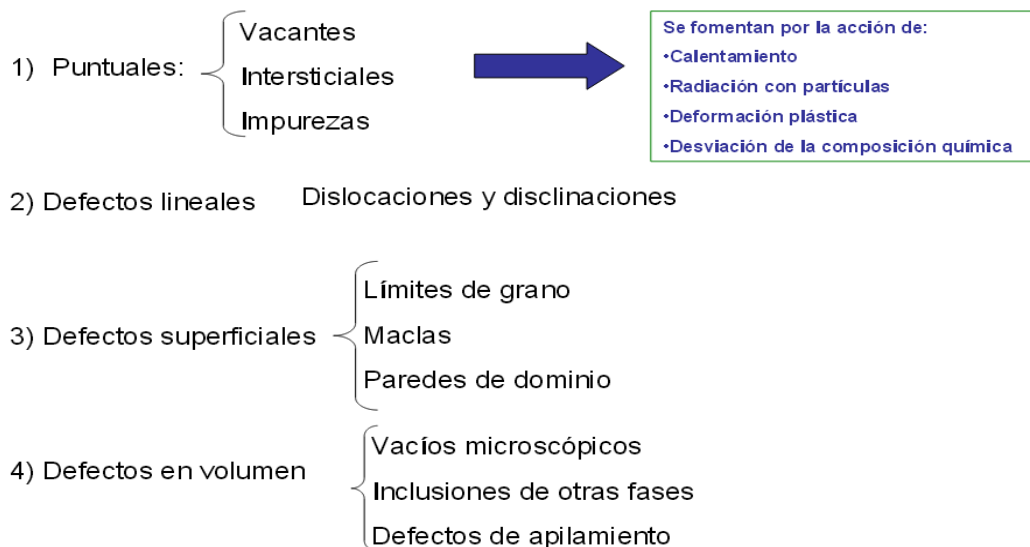 1) Puntuales:
Vacantes
Intersticiales
Impurezas
Se fomentan por la acción de:
•Calentamiento
•Radiación con partículas
•Deformación plástica
•Desviación de la composición química
2) Defectos lineales Dislocaciones y disclinaciones
3) Defectos superficiales
Límites de grano
Maclas
Paredes de dominio
4) Defectos en volumen
Vacíos microscópicos
Inclusiones de otras fases
Defectos de apilamiento